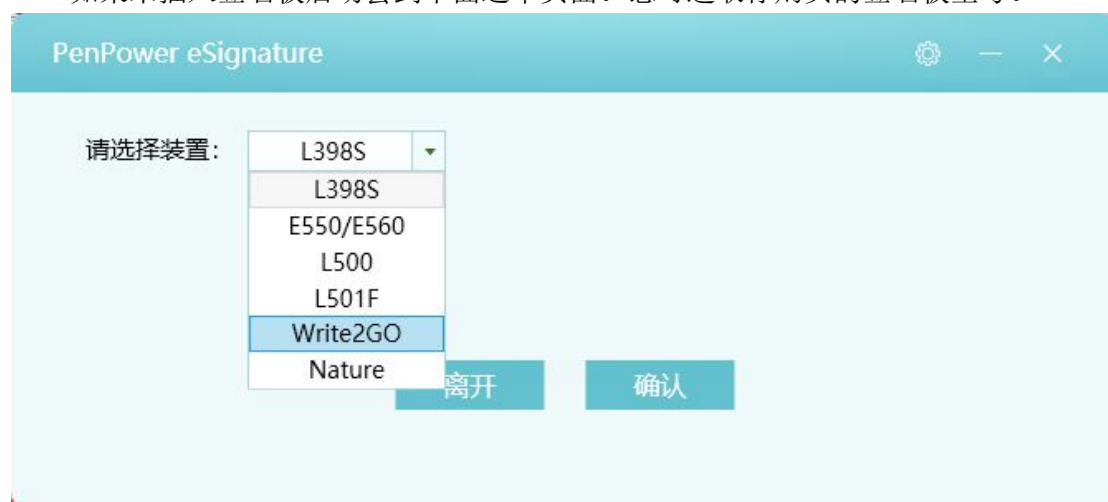 PenPower eSignature
请选择装置：
L398S
L398S
E550/E560
L500
L501F
Write2GO
Nature
离开
确认